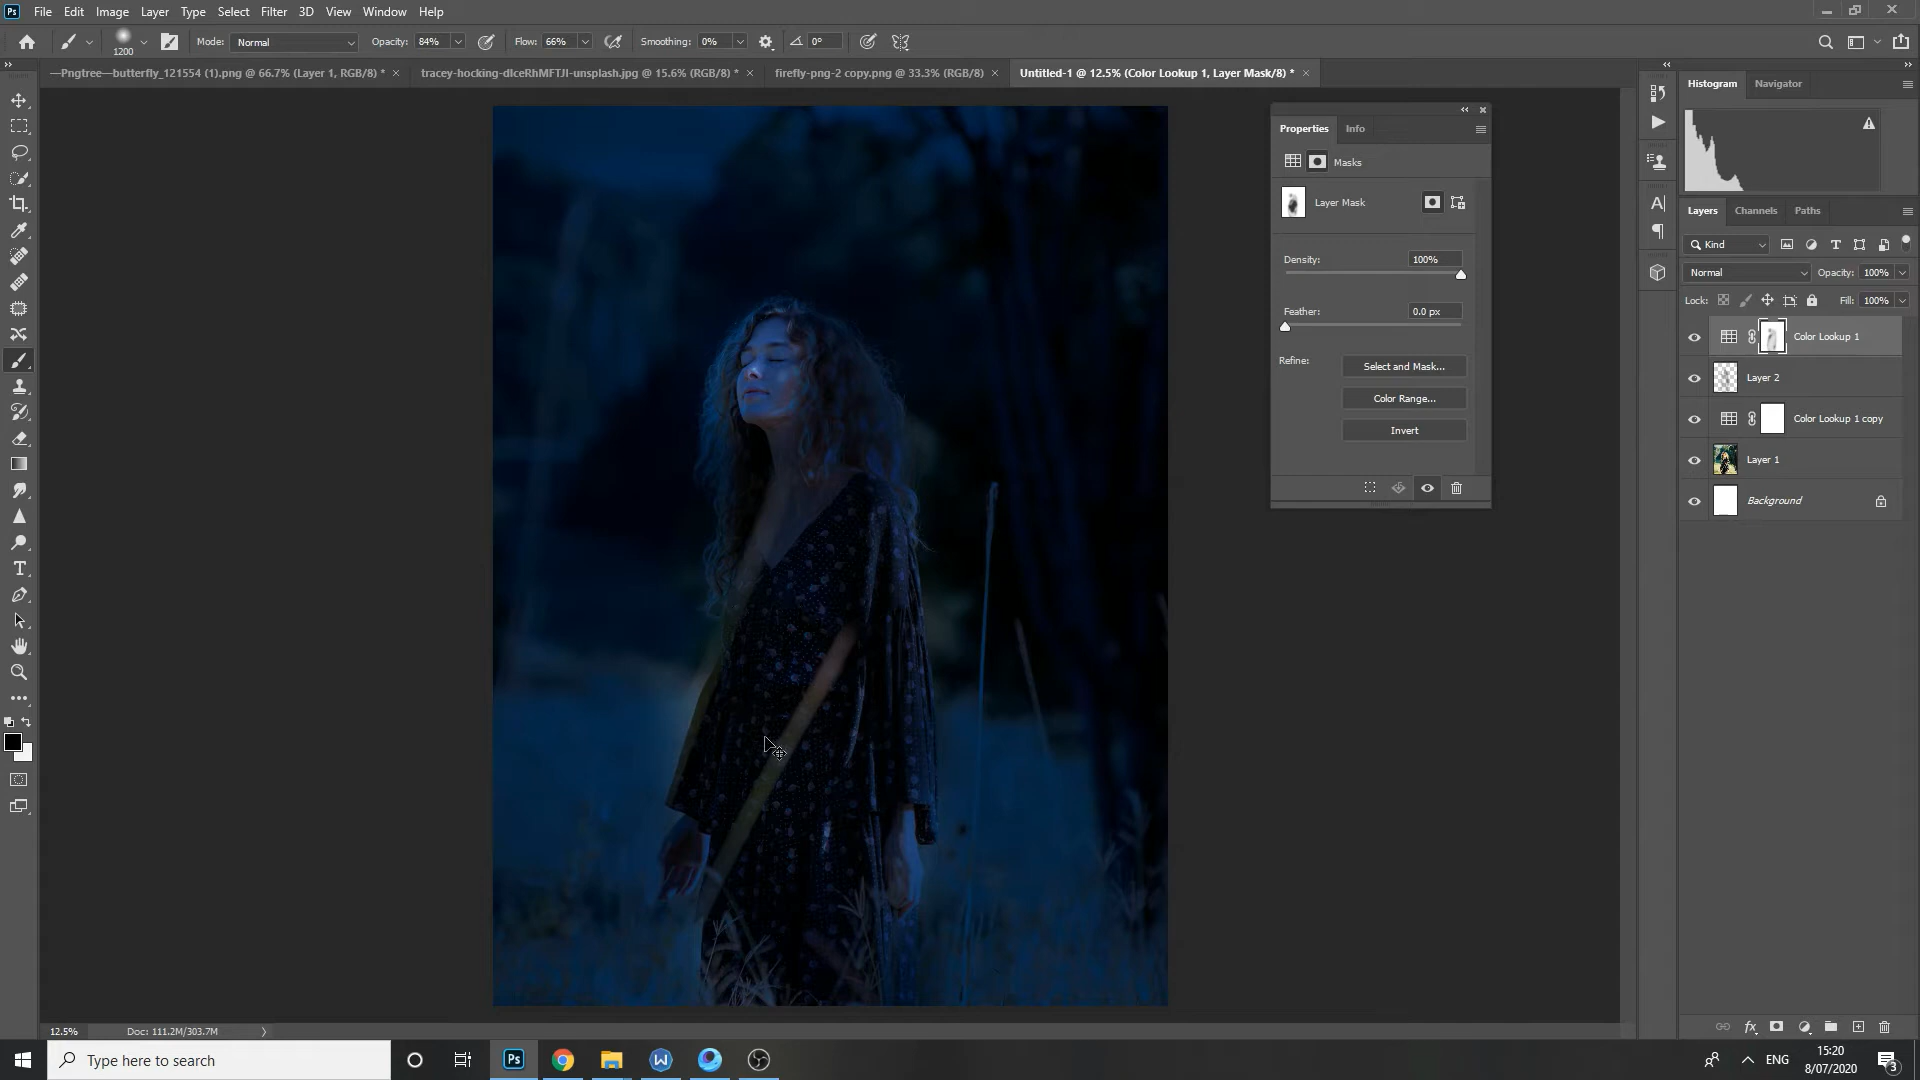 Ps File Edit Image Layer Type Select Filter 3D View Window Help
1200 Mode: Normal Opacity: 84% Flow: 66% Smoothing: 0% 0°
—Pngtree—butterfly_121554 (1).png @ 66.7% (Layer 1, RGB/8) * × tracey-hocking-dIceRhMFTJI-unsplash.jpg @ 15.6% (RGB/8) * × firefly-png-2 copy.png @ 33.3% (RGB/8) × Untitled-1 @ 12.5% (Color Lookup 1, Layer Mask/8) * ×
Histogram Navigator
Properties Info
Masks
Layer Mask
Density: 100%
Feather: 0.0 px
Refine: Select and Mask...
Color Range...
Invert
Layers Channels Paths
Kind
Normal Opacity: 100%
Lock: Fill: 100%
Color Lookup 1
Layer 2
Color Lookup 1 copy
Layer 1
Background
12.5% Doc: 111.2M/303.7M
Type here to search
Ps
W
ENG
15:20
8/07/2020
3